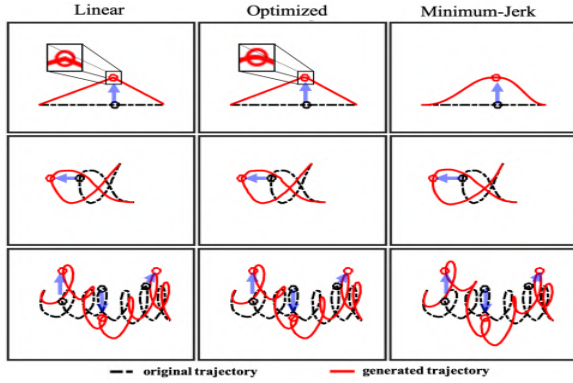 Linear
Optimized
Minimum-Jerk
original trajectory
generated trajectory